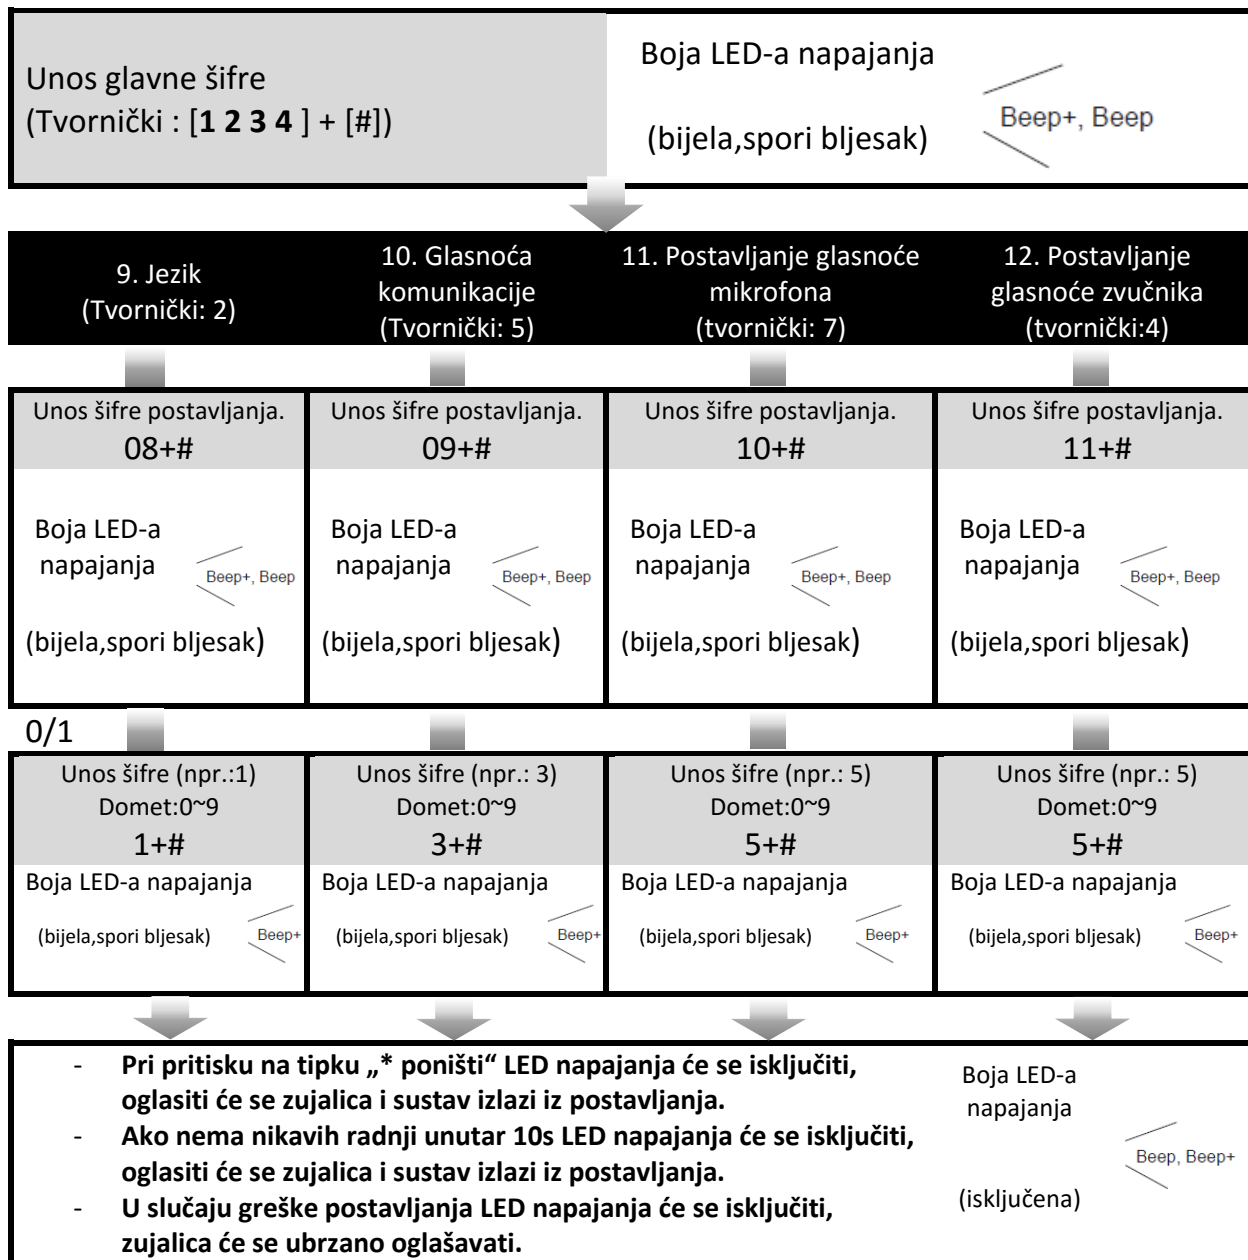 Unos glavne šifre
(Tvornički : [1 2 3 4 ] + [#])
Boja LED-a napajanja
(bijela,spori bljesak)
Beep+, Beep
9. Jezik
(Tvornički: 2)
10. Glasnoća
komunikacije
(Tvornički: 5)
11. Postavljanje glasnoće
mikrofona
(tvornički: 7)
12. Postavljanje
glasnoće zvučnika
(tvornički:4)
Unos šifre postavljanja.
08+#
Unos šifre postavljanja.
09+#
Unos šifre postavljanja.
10+#
Unos šifre postavljanja.
11+#
Boja LED-a
napajanja
Beep+, Beep
(bijela,spori bljesak)
Boja LED-a
napajanja
Beep+, Beep
(bijela,spori bljesak)
Boja LED-a
napajanja
Beep+, Beep
(bijela,spori bljesak)
Boja LED-a
napajanja
Beep+, Beep
(bijela,spori bljesak)
0/1
Unos šifre (npr.:1)
Domet:0~9
1+#
Unos šifre (npr.: 3)
Domet:0~9
3+#
Unos šifre (npr.: 5)
Domet:0~9
5+#
Unos šifre (npr.: 5)
Domet:0~9
5+#
Boja LED-a napajanja
(bijela,spori bljesak)
Beep+
Boja LED-a napajanja
(bijela,spori bljesak)
Beep+
Boja LED-a napajanja
(bijela,spori bljesak)
Beep+
Boja LED-a napajanja
(bijela,spori bljesak)
Beep+
- Pri pritisku na tipku „* poništi“ LED napajanja će se isključiti,
oglasiti će se zujalica i sustav izlazi iz postavljanja.
- Ako nema nikavih radnji unutar 10s LED napajanja će se isključiti,
oglasiti će se zujalica i sustav izlazi iz postavljanja.
- U slučaju greške postavljanja LED napajanja će se isključiti,
zujalica će se ubrzano oglašavati.
Boja LED-a
napajanja
Beep, Beep+
(isključena)